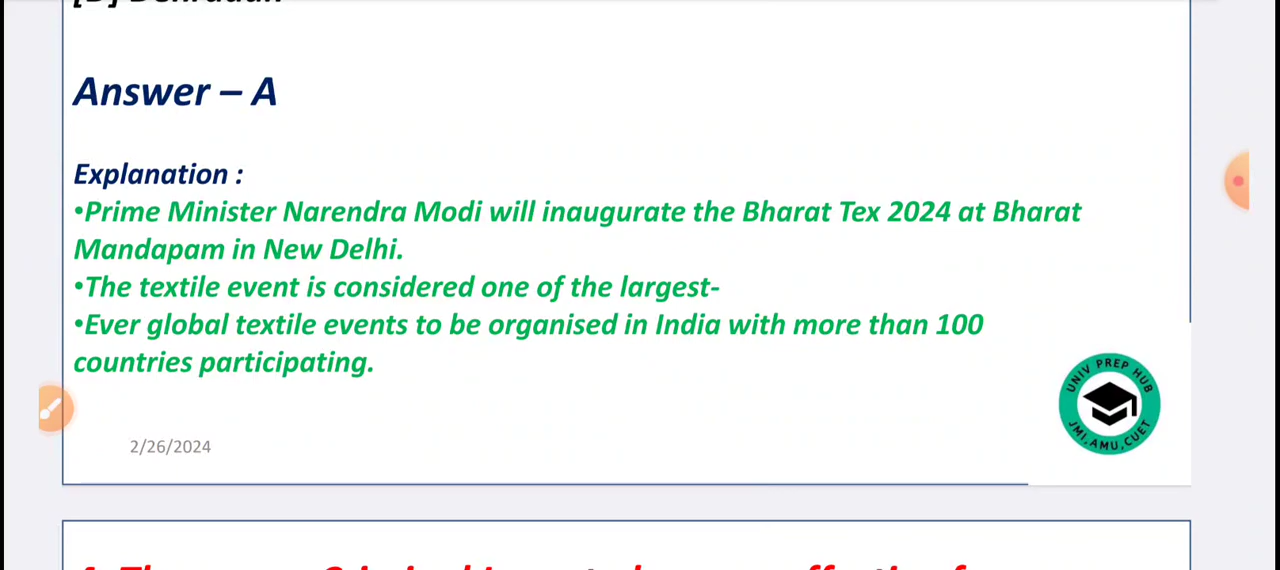 [D] Dehradun
Answer – A
Explanation :
•Prime Minister Narendra Modi will inaugurate the Bharat Tex 2024 at Bharat
Mandapam in New Delhi.
•The textile event is considered one of the largest-
•Ever global textile events to be organised in India with more than 100
countries participating.
UNIV PREP HUB
JMI,AMU,CUET
2/26/2024